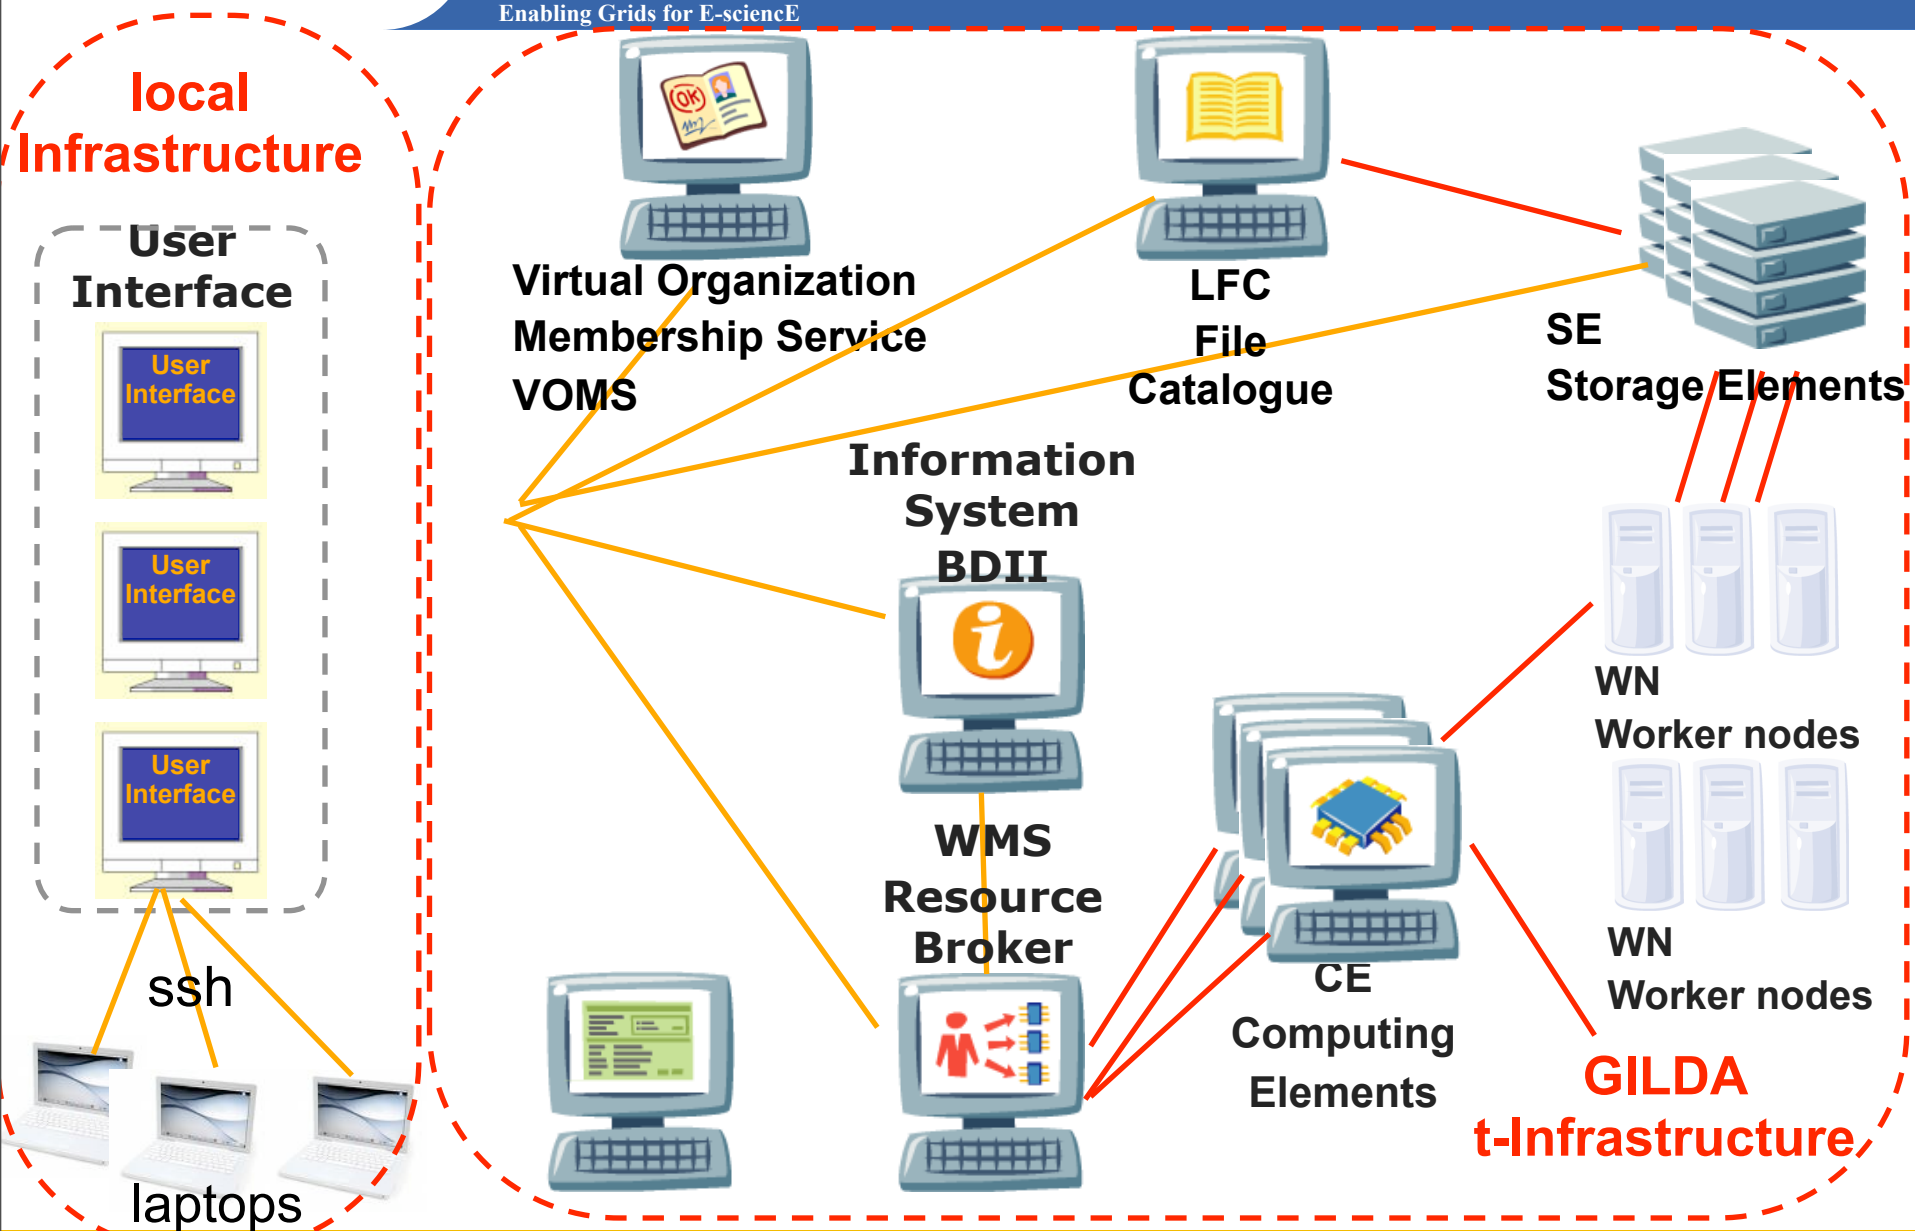 Enabling Grids for E-sciencE
local
Infrastructure
User
Interface
User
Interface
User
Interface
User
Interface
ssh
laptops
OK
Virtual Organization
Membership Service
VOMS
LFC
File
Catalogue
SE
Storage Elements
Information
System
BDII
i
WMS
Resource
Broker
CE
Computing
Elements
WN
Worker nodes
WN
Worker nodes
GILDA
t-Infrastructure